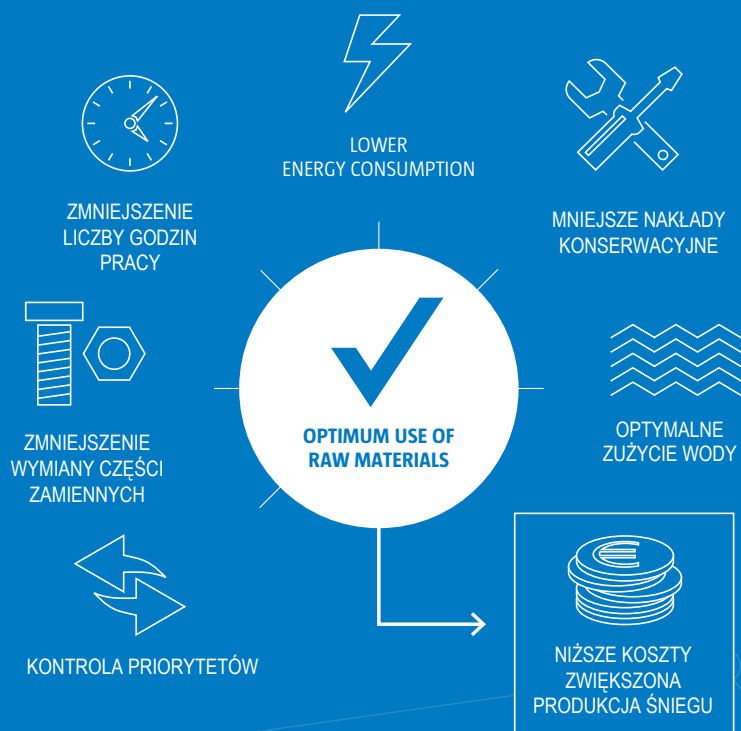 LOWER
ENERGY CONSUMPTION
ZMNIEJSZENIE
LICZBY GODZIN
PRACY
MNIEJSZE NAKŁADY
KONSERWACYJNE
OPTIMUM USE OF
RAW MATERIALS
ZMNIEJSZENIE
WYMIANY CZĘŚCI
ZAMIENNYCH
OPTYMALNE
ZUŻYCIE WODY
€
KONTROLA PRIORYTETÓW
NIŻSZE KOSZTY
ZWIĘKSZONA
PRODUKCJA ŚNIEGU